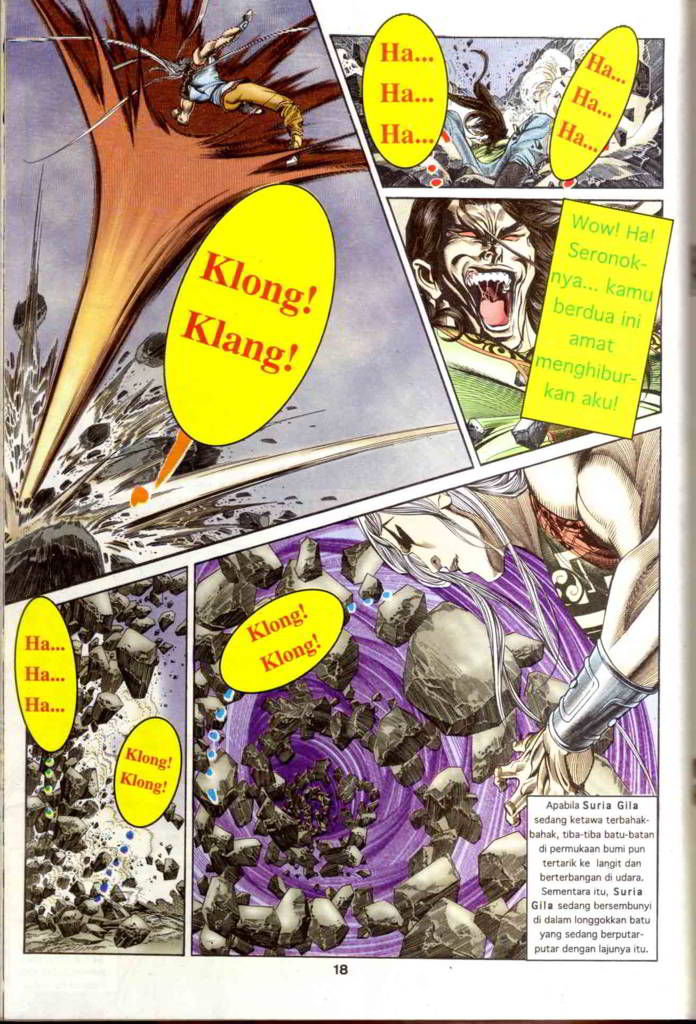 Ha...
Ha...
Ha...
Ha...
Ha...
Ha...
Klong!
Klang!
Wow! Ha!
Seronok-
nya... kamu
berdua ini
amat
menghibur-
kan aku!
Ha...
Ha...
Ha...
Klong!
Klong!
Klong!
Klong!
Apabila Suria Gila
sedang ketawa terbahak-
bahak, tiba-tiba batu-batan
di permukaan bumi pun
tertarik ke langit dan
berterbangan di udara.
Sementara itu, Suria
Gila sedang bersembunyi
di dalam longgokkan batu
yang sedang berputar-
putar dengan lajunya itu.
18